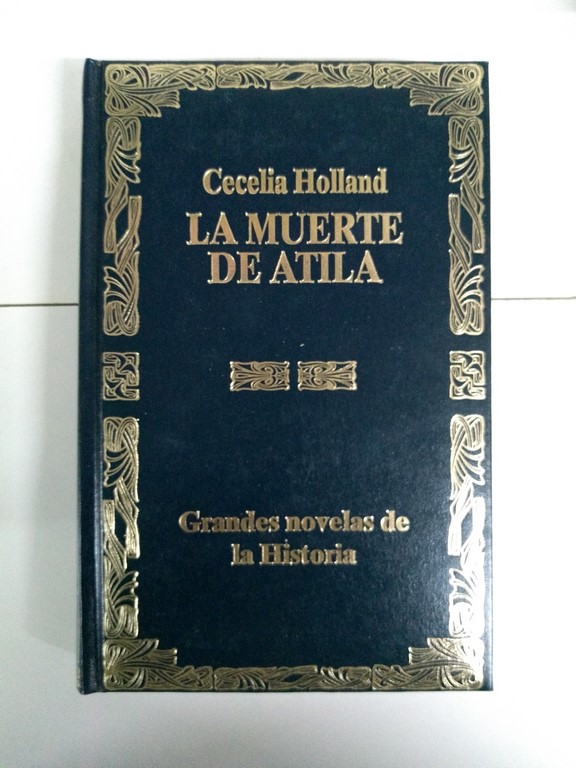 Cecelia Holland
LA MUERTE
DE ATILA
Grandes novelas de
la Historia